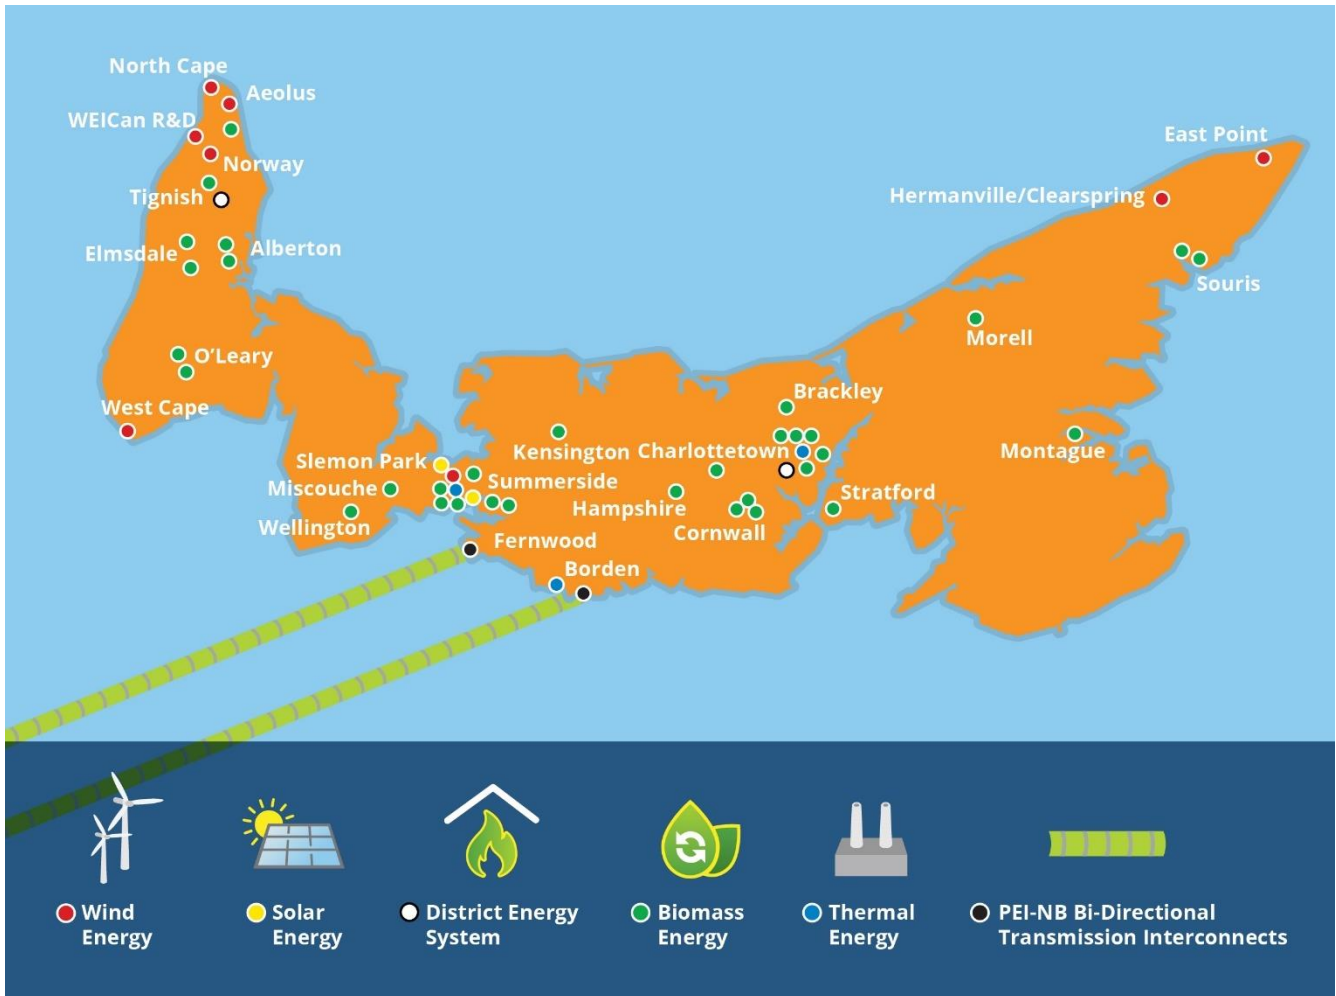 North Cape
Aeolus
WEICan R&D
East Point
Norway
Tignish
Hermanville/Clearspring
Elmsdale
Alberton
Souris
Morell
O'Leary
Brackley
West Cape
Kensington
Charlottetown
Montague
Slemon Park
Summerside
Miscouche
Stratford
Hampshire
Wellington
Cornwall
Fernwood
Borden
Wind
Energy
Solar
Energy
District Energy
System
Biomass
Energy
Thermal
Energy
PEI-NB Bi-Directional
Transmission Interconnects